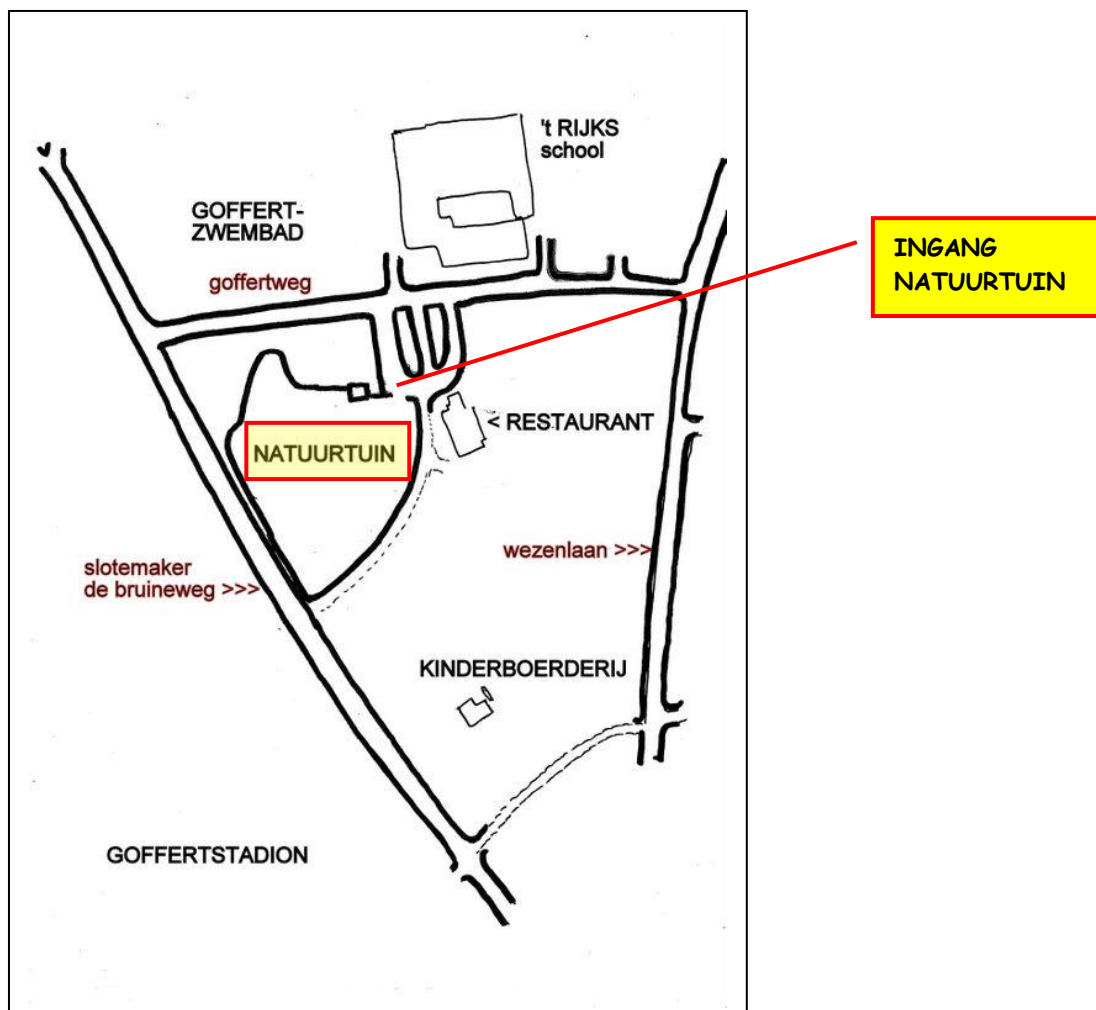 't RIJKS
school
GOFFERT-
ZWEMBAD
goffertweg
INGANG
NATUURTUIN
< RESTAURANT
NATUURTUIN
wezenlaan >>>
slotemaker
de bruineweg >>>
KINDERBOERDERIJ
GOFFERTSTADION